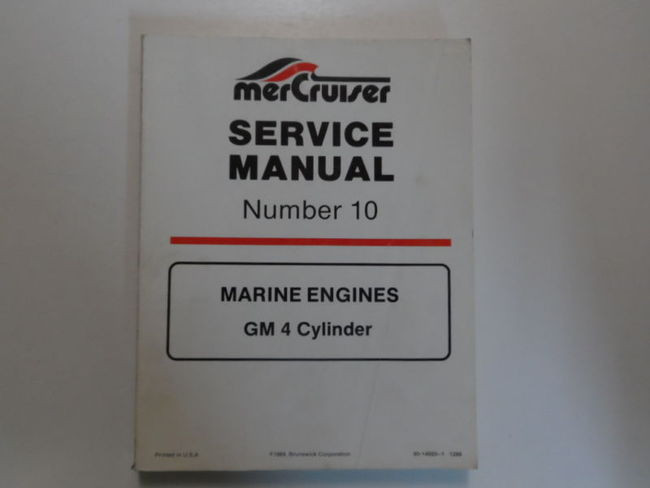 merCruiser
SERVICE
MANUAL
Number 10
MARINE ENGINES
GM 4 Cylinder
Printed in U.S.A. Brunswick Corporation